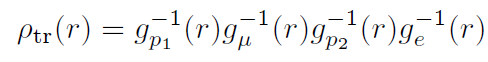 ρ_tr(r) = g_{p_1}^{-1}(r) g_μ^{-1}(r) g_{p_2}^{-1}(r) g_e^{-1}(r)